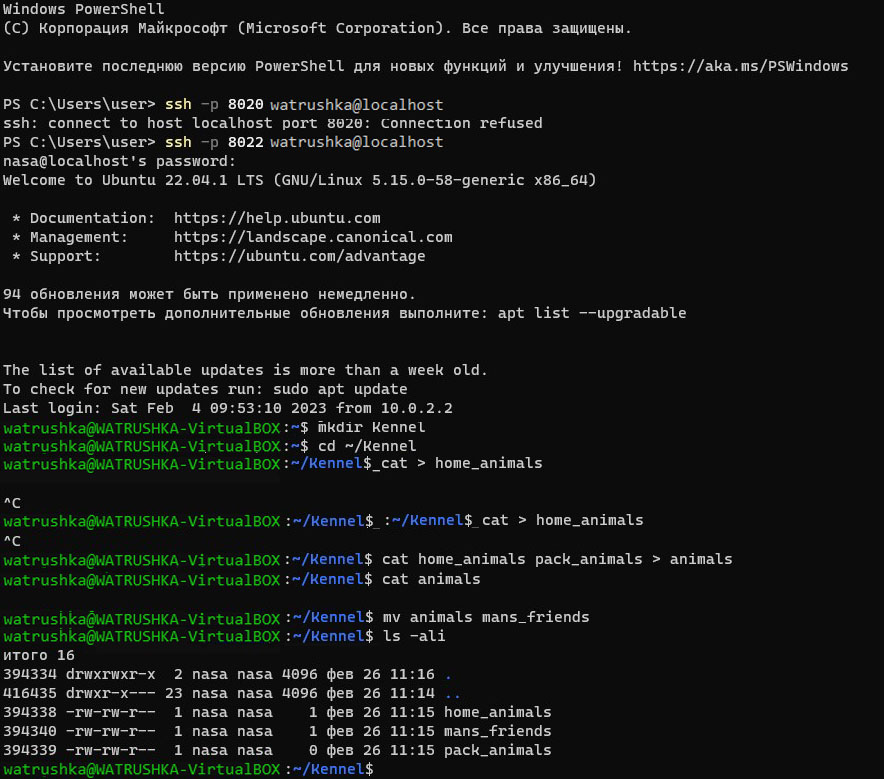 Windows PowerShell
(C) Корпорация Майкрософт (Microsoft Corporation). Все права защищены.
Установите последнюю версию PowerShell для новых функций и улучшения! https://aka.ms/PSWindows
PS C:\Users\user> ssh -p 8020 watrushka@localhost
ssh: connect to host localhost port 8020: Connection refused
PS C:\Users\user> ssh -p 8022 watrushka@localhost
nasa@localhost's password:
Welcome to Ubuntu 22.04.1 LTS (GNU/Linux 5.15.0-58-generic x86_64)
* Documentation: https://help.ubuntu.com
* Management: https://landscape.canonical.com
* Support: https://ubuntu.com/advantage
94 обновления может быть применено немедленно.
Чтобы просмотреть дополнительные обновления выполните: apt list --upgradable
The list of available updates is more than a week old.
To check for new updates run: sudo apt update
Last login: Sat Feb  4 09:53:10 2023 from 10.0.2.2
watrushka@WATRUSHKA-VirtualBOX:~$ mkdir Kennel
watrushka@WATRUSHKA-VirtualBOX:~$ cd ~/Kennel
watrushka@WATRUSHKA-VirtualBOX:~/Kennel$_cat > home_animals
^C
watrushka@WATRUSHKA-VirtualBOX:~/Kennel$_:~/Kennel$_cat > home_animals
^C
watrushka@WATRUSHKA-VirtualBOX:~/Kennel$ cat home_animals pack_animals > animals
watrushka@WATRUSHKA-VirtualBOX:~/Kennel$ cat animals
watrushka@WATRUSHKA-VirtualBOX:~/Kennel$ mv animals mans_friends
watrushka@WATRUSHKA-VirtualBOX:~/Kennel$ ls -ali
итого 16
394334 drwxrwxr-x  2 nasa nasa 4096 фев 26 11:16 .
416435 drwxr-x--- 23 nasa nasa 4096 фев 26 11:14 ..
394338 -rw-rw-r--  1 nasa nasa    1 фев 26 11:15 home_animals
394340 -rw-rw-r--  1 nasa nasa    1 фев 26 11:15 mans_friends
394339 -rw-rw-r--  1 nasa nasa    0 фев 26 11:15 pack_animals
watrushka@WATRUSHKA-VirtualBOX:~/Kennel$